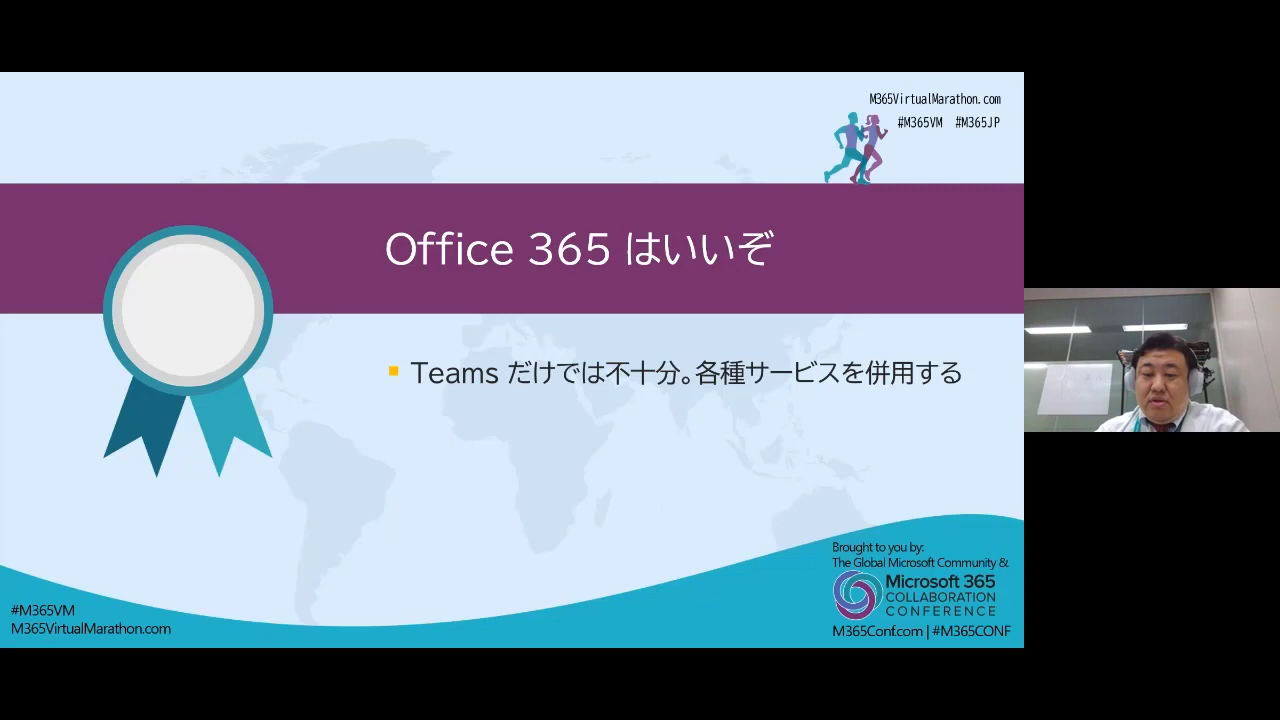 M365VirtualMarathon.com
#M365VM #M365JP
Office 365 はいいぞ
Teams だけでは不十分。各種サービスを併用する
Brought to you by:
The Global Microsoft Community &
Microsoft 365
COLLABORATION
CONFERENCE
M365Conf.com | #M365CONF
#M365VM
M365VirtualMarathon.com